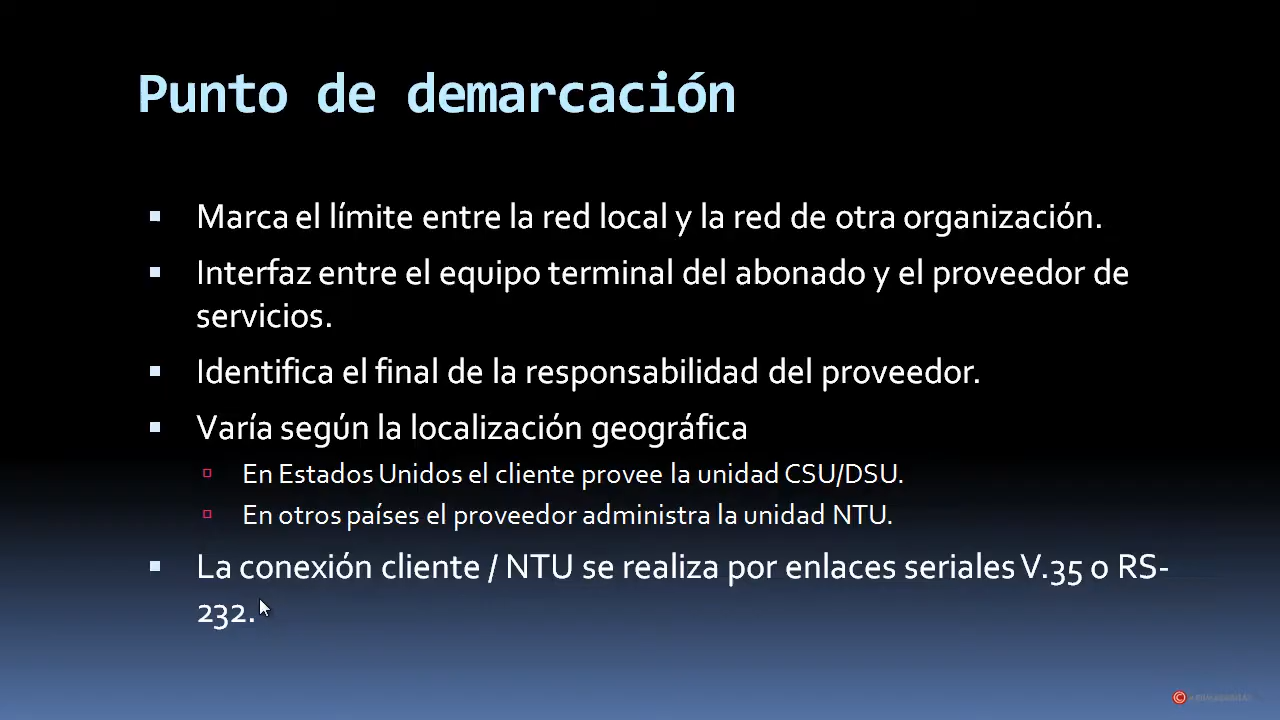 Punto de demarcación
Marca el límite entre la red local y la red de otra organización.
Interfaz entre el equipo terminal del abonado y el proveedor de
servicios.
Identifica el final de la responsabilidad del proveedor.
Varía según la localización geográfica
En Estados Unidos el cliente provee la unidad CSU/DSU.
En otros países el proveedor administra la unidad NTU.
La conexión cliente / NTU se realiza por enlaces seriales V.35 o RS-
232.
©